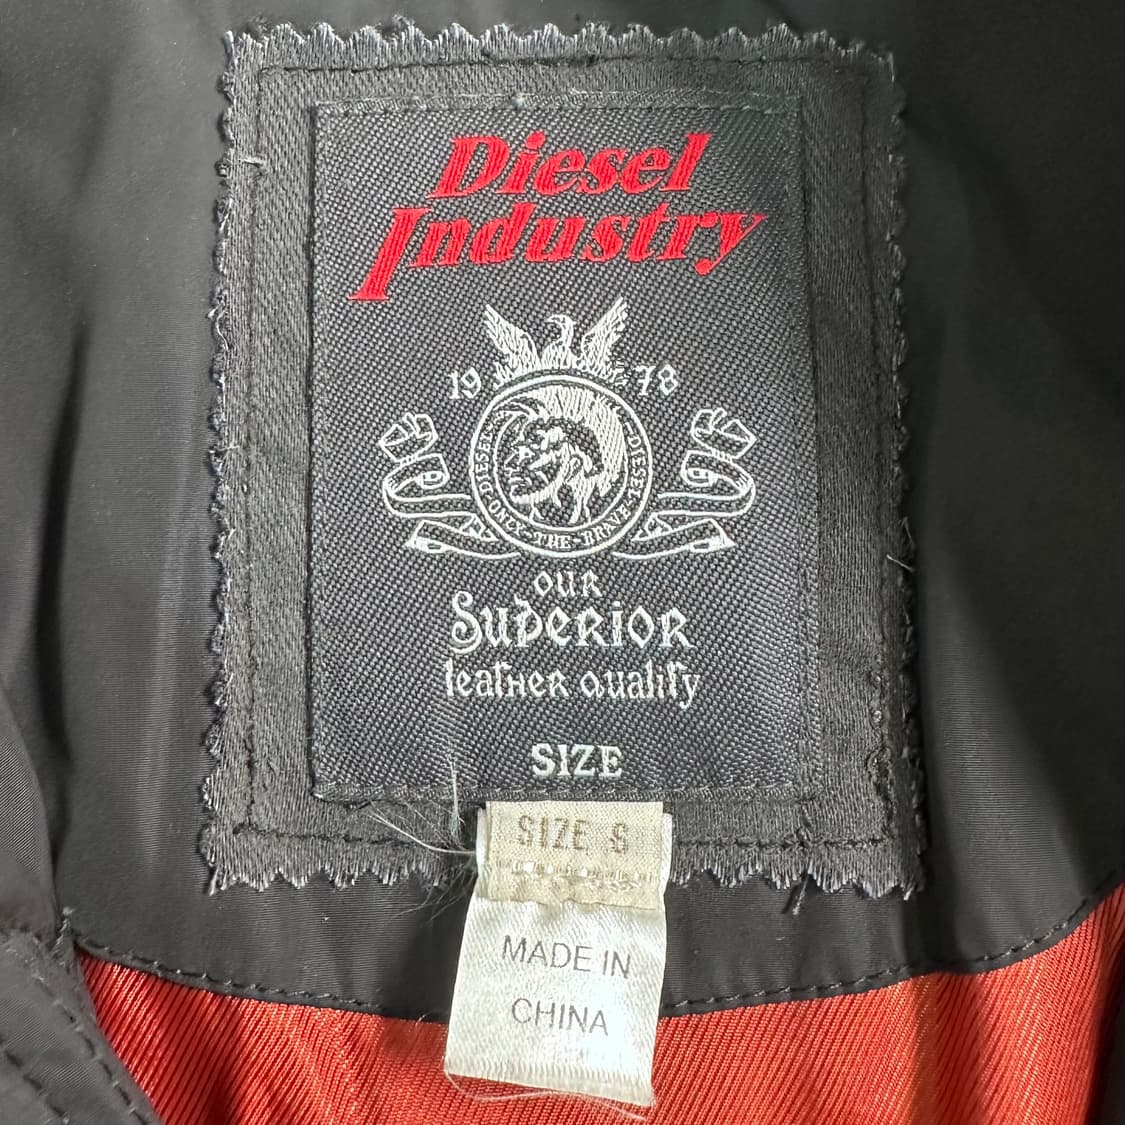 Diesel
Industry
19 78
DIESEL - ONLY - THE - BRAVE - DIESEL
OUR
SUPERIOR
leather quality
SIZE
SIZE S
MADE IN
CHINA